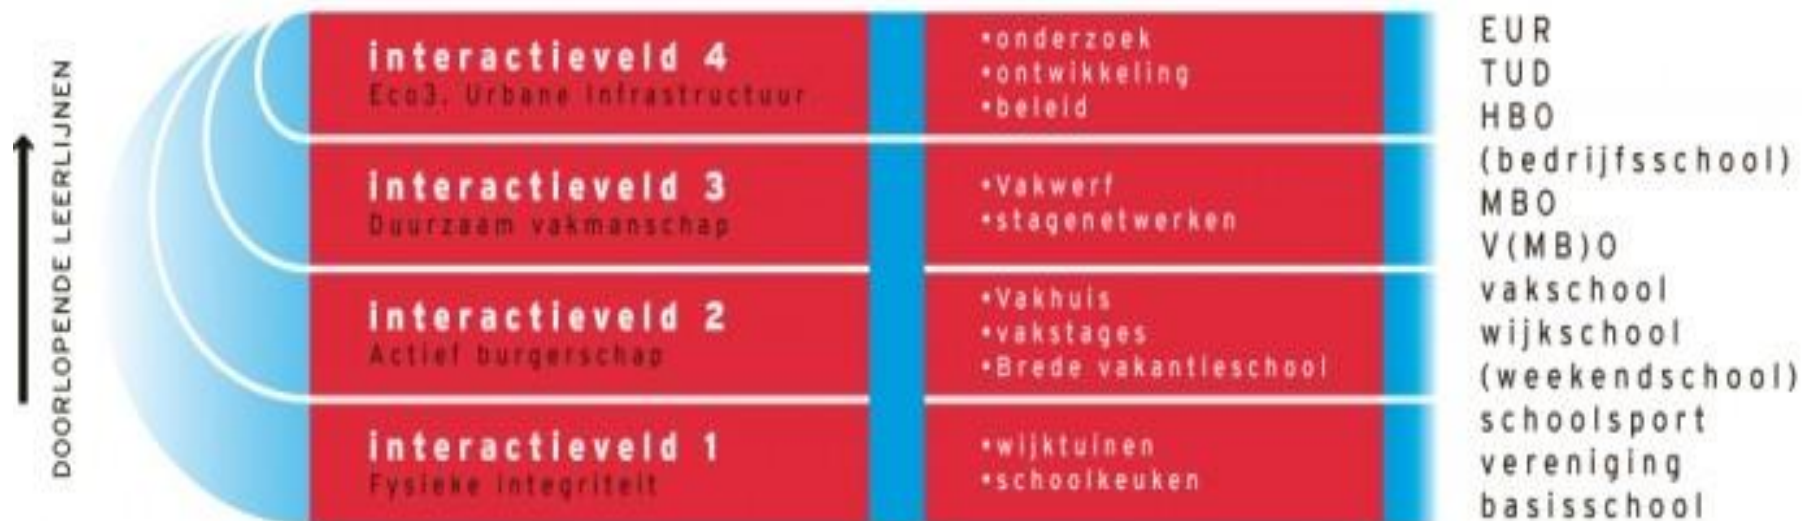 DOORLOPENDE LEERLIJNEN
interactieveld 4
Eco3, Urbane Infrastructuur
•onderzoek
•ontwikkeling
•beleid
interactieveld 3
Duurzaam vakmanschap
•Vakwerf
•stagenetwerken
interactieveld 2
Actief burgerschap
•Vakhuis
•vakstages
•Brede vakantieschool
interactieveld 1
Fysieke integriteit
•wijktuinen
•schoolkeuken
EUR
TUD
HBO
(bedrijfsschool)
MBO
V(MB)O
vakschool
wijkschool
(weekendschool)
schoolsport
vereniging
basisschool